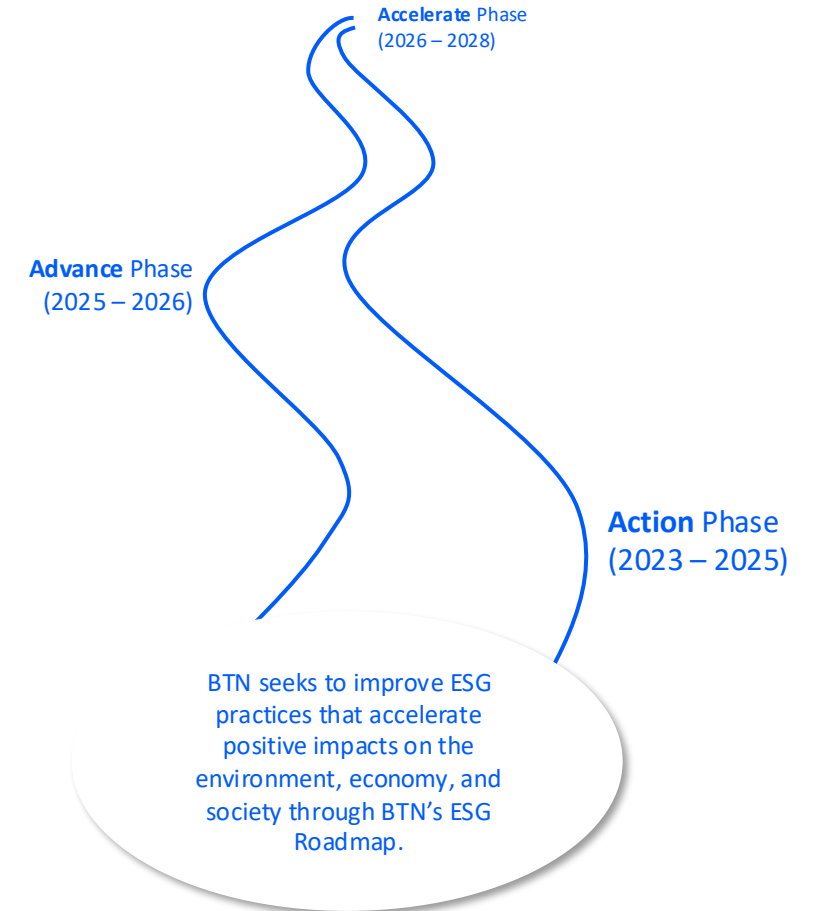 Accelerate Phase
(2026 – 2028)
Advance Phase
(2025 – 2026)
Action Phase
(2023 – 2025)
BTN seeks to improve ESG
practices that accelerate
positive impacts on the
environment, economy, and
society through BTN’s ESG
Roadmap.